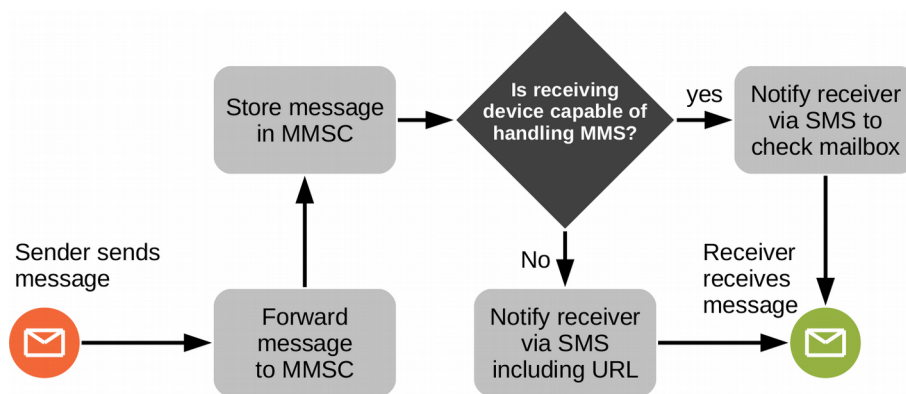 Sender sends
message
Forward
message
to MMSC
Store message
in MMSC
Is receiving
device capable of
handling MMS?
yes
Notify receiver
via SMS to
check mailbox
No
Notify receiver
via SMS
including URL
Receiver
receives
message